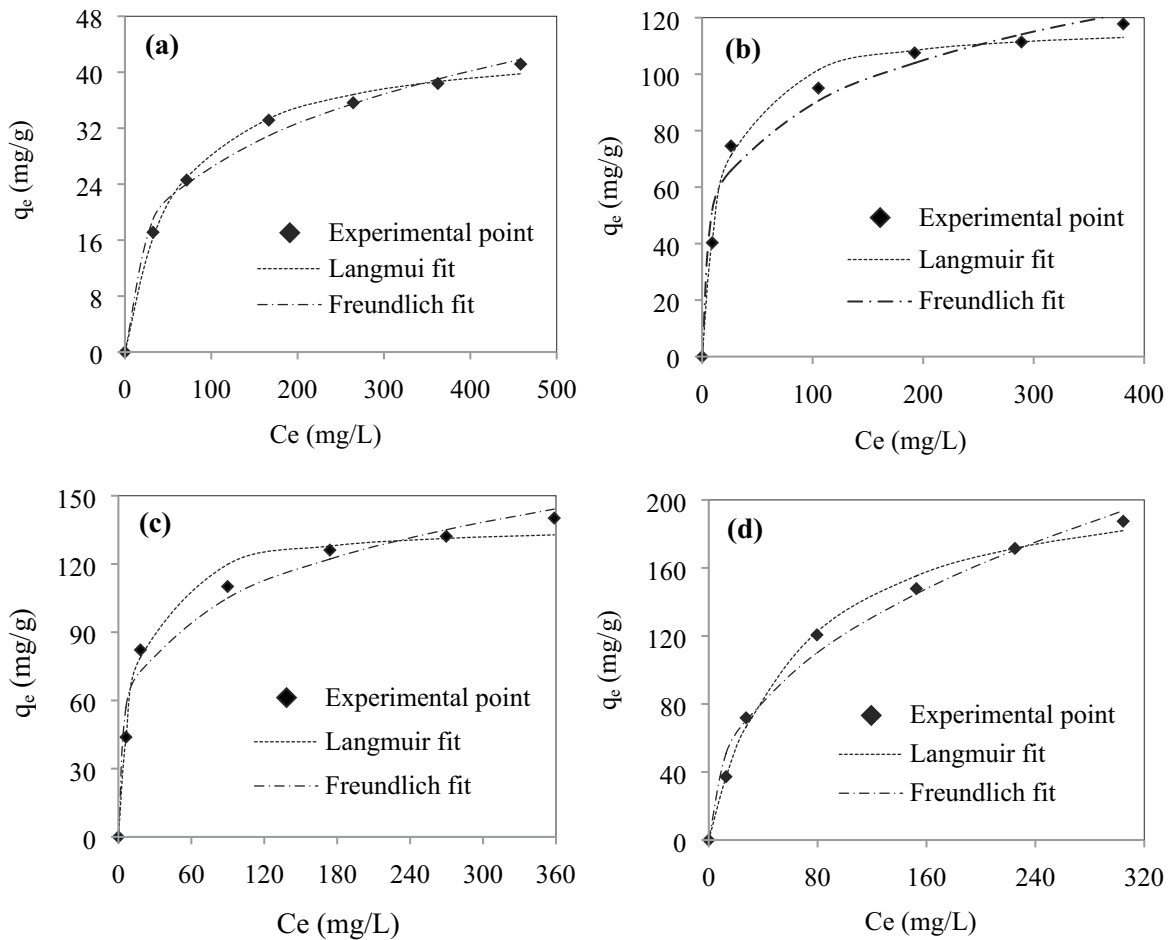 (a)
qₑ (mg/g)
48
40
32
24
16
8
0
Experimental point
Langmui fit
Freundlich fit
0 100 200 300 400 500
Ce (mg/L)
(b)
qₑ (mg/g)
120
100
80
60
40
20
0
Experimental point
Langmuir fit
Freundlich fit
0 100 200 300 400
Ce (mg/L)
(c)
qₑ (mg/g)
150
120
90
60
30
0
Experimental point
Langmuir fit
Freundlich fit
0 60 120 180 240 300 360
Ce (mg/L)
(d)
qₑ (mg/g)
200
160
120
80
40
0
Experimental point
Langmuir fit
Freundlich fit
0 80 160 240 320
Ce (mg/L)